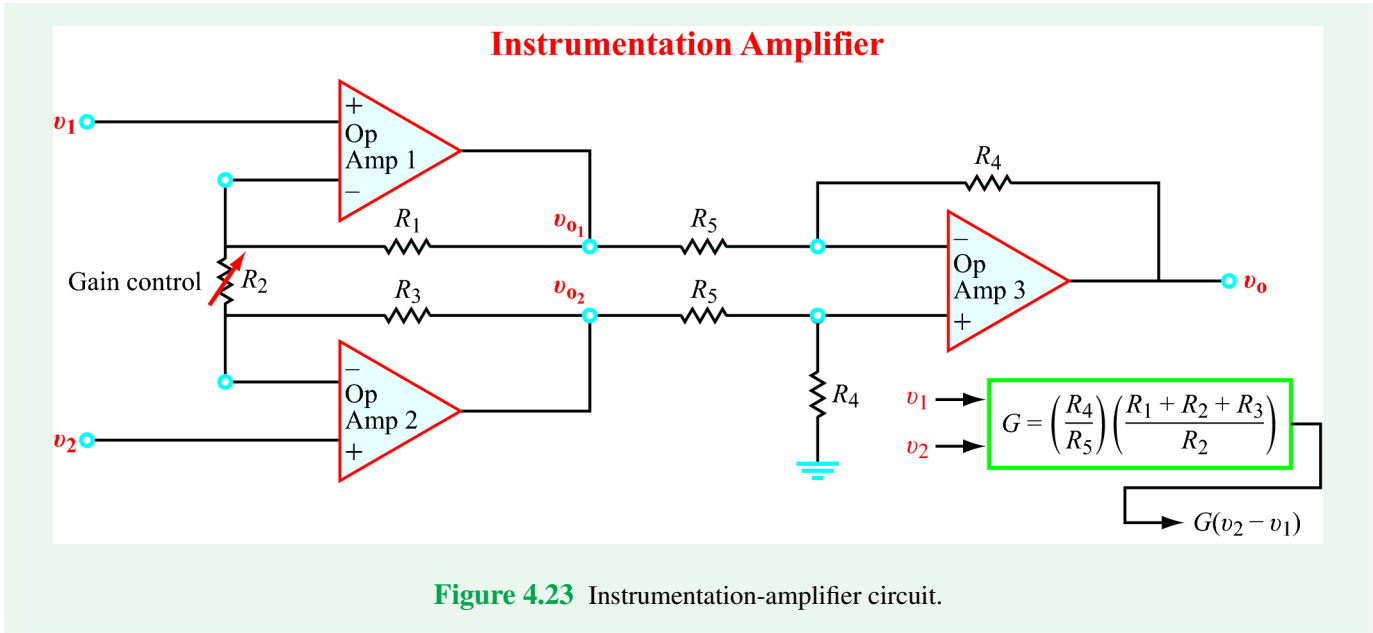 Instrumentation Amplifier
v1
+
Op
Amp 1
−
R4
R1
vo1
R5
Gain control
R2
−
Op
Amp 3
+
vo
R3
vo2
R5
−
Op
Amp 2
+
v2
R4
v1
v2
G = (R4/R5)((R1 + R2 + R3)/R2)
G(v2 − v1)
Figure 4.23 Instrumentation-amplifier circuit.